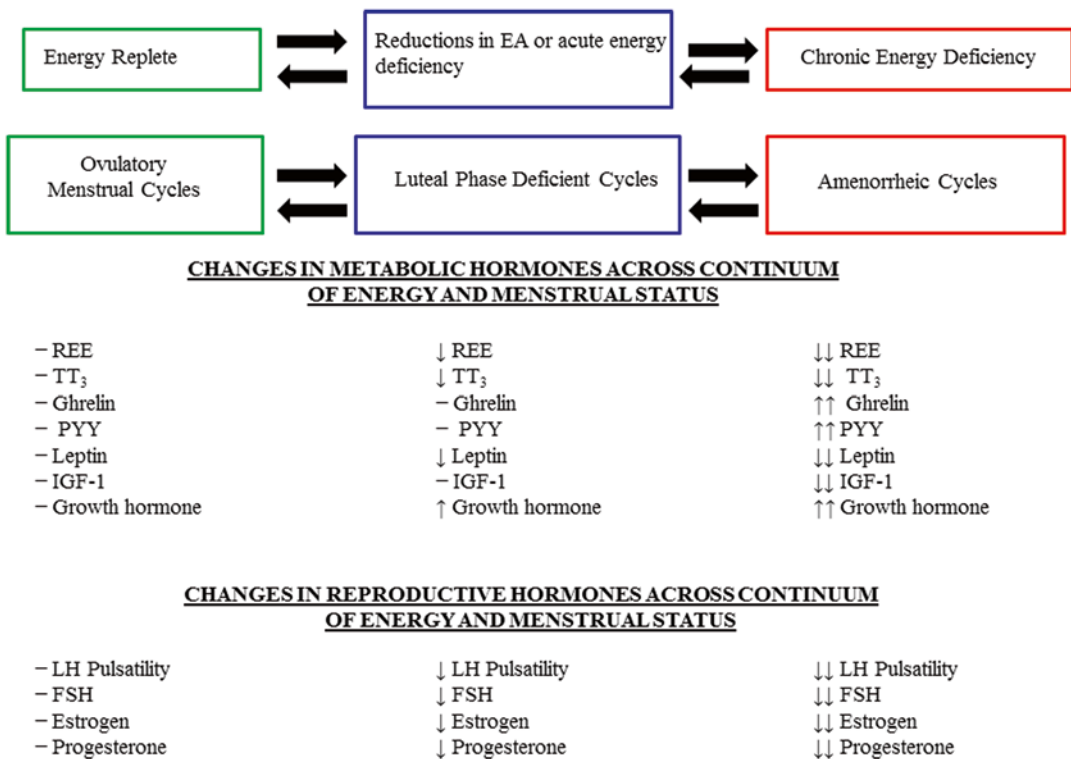 Energy Replete
Reductions in EA or acute energy
deficiency
Chronic Energy Deficiency
Ovulatory
Menstrual Cycles
Luteal Phase Deficient Cycles
Amenorrheic Cycles
CHANGES IN METABOLIC HORMONES ACROSS CONTINUUM
OF ENERGY AND MENSTRUAL STATUS
– REE
– TT₃
– Ghrelin
– PYY
– Leptin
– IGF-1
– Growth hormone
↓ REE
↓ TT₃
– Ghrelin
– PYY
↓ Leptin
– IGF-1
↑ Growth hormone
↓↓ REE
↓↓ TT₃
↑↑ Ghrelin
↑↑ PYY
↓↓ Leptin
↓↓ IGF-1
↑↑ Growth hormone
CHANGES IN REPRODUCTIVE HORMONES ACROSS CONTINUUM
OF ENERGY AND MENSTRUAL STATUS
– LH Pulsatility
– FSH
– Estrogen
– Progesterone
↓ LH Pulsatility
↓ FSH
↓ Estrogen
↓ Progesterone
↓↓ LH Pulsatility
↓↓ FSH
↓↓ Estrogen
↓↓ Progesterone